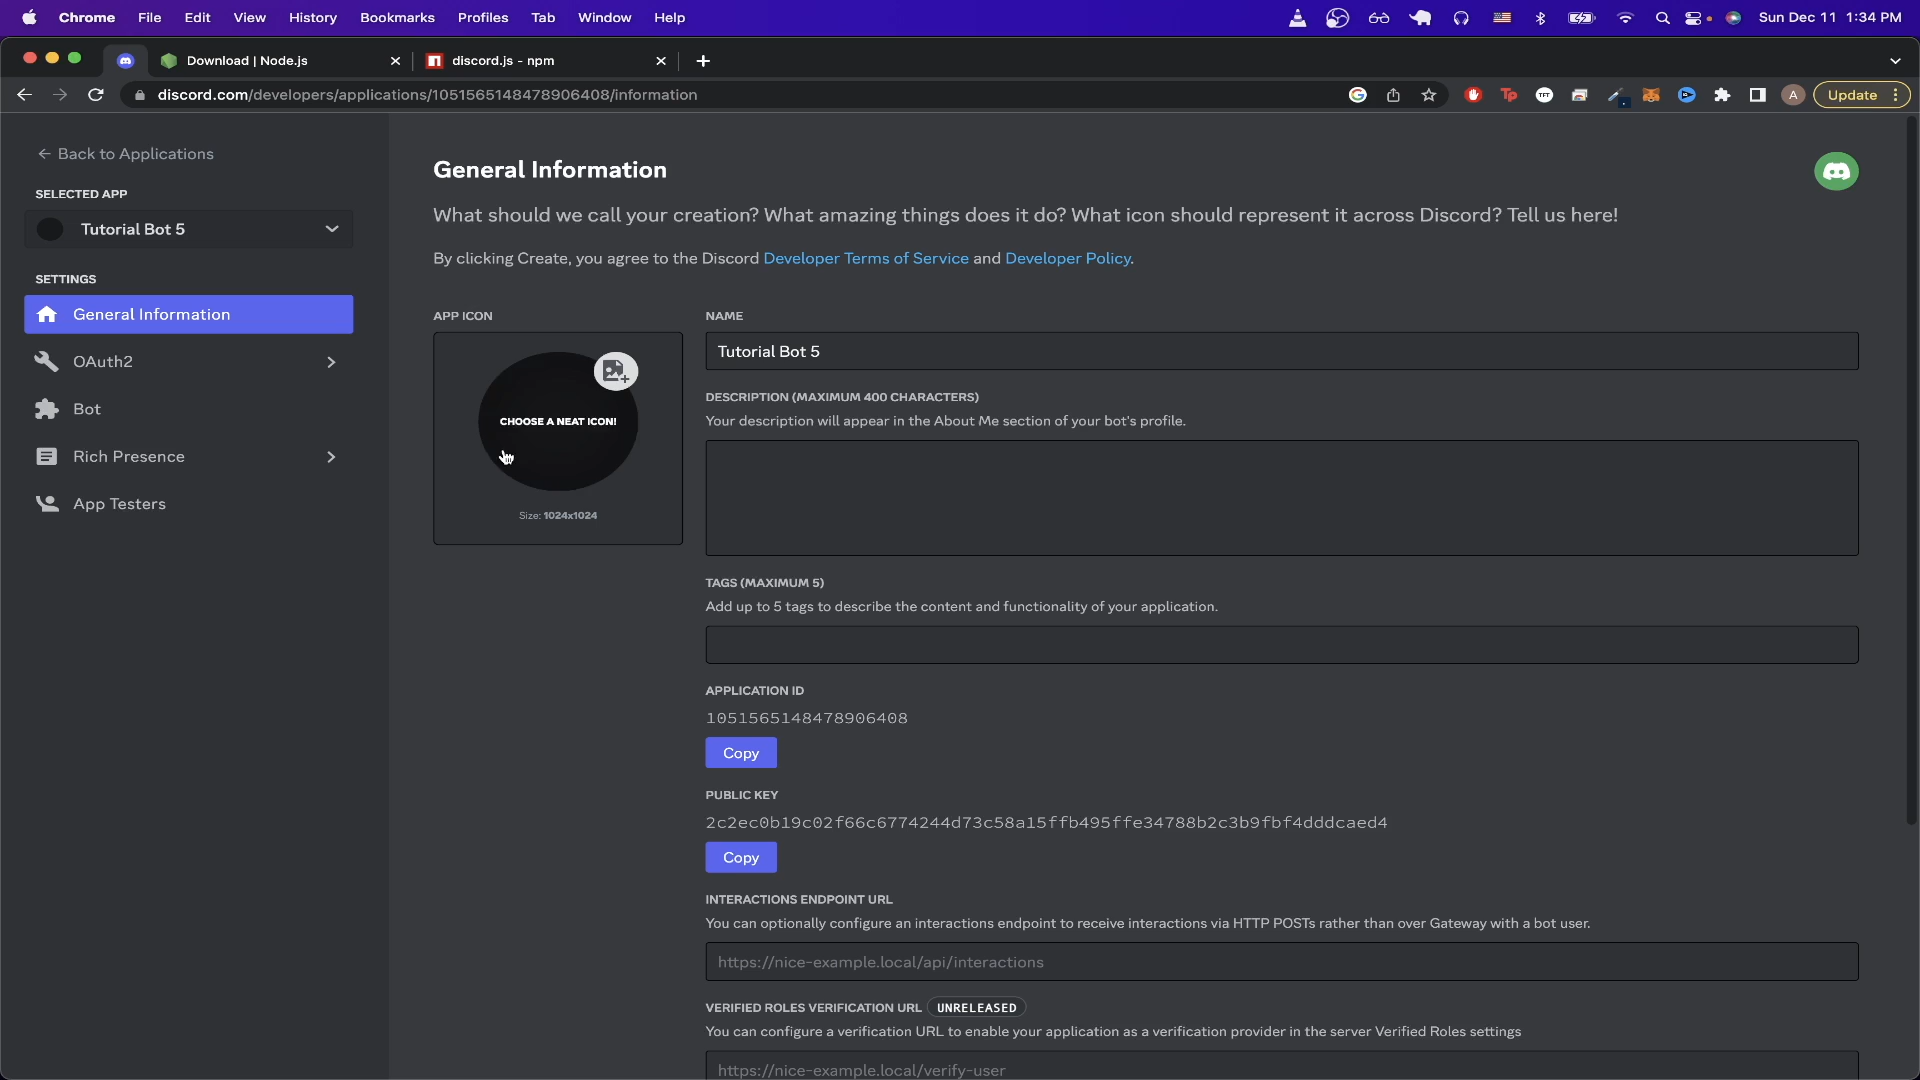 Chrome File Edit View History Bookmarks Profiles Tab Window Help Sun Dec 11 1:34 PM
Download | Node.js discord.js - npm
discord.com/developers/applications/1051565148478906408/information Tp TFT A Update
Back to Applications
SELECTED APP
Tutorial Bot 5
SETTINGS
General Information
OAuth2
Bot
Rich Presence
App Testers
General Information
What should we call your creation? What amazing things does it do? What icon should represent it across Discord? Tell us here!
By clicking Create, you agree to the Discord Developer Terms of Service and Developer Policy.
APP ICON
CHOOSE A NEAT ICON!
Size: 1024x1024
NAME
Tutorial Bot 5
DESCRIPTION (MAXIMUM 400 CHARACTERS)
Your description will appear in the About Me section of your bot's profile.
TAGS (MAXIMUM 5)
Add up to 5 tags to describe the content and functionality of your application.
APPLICATION ID
1051565148478906408
Copy
PUBLIC KEY
2c2ec0b19c02f66c6774244d73c58a15ffb495ffe34788b2c3b9fbf4dddcaed4
Copy
INTERACTIONS ENDPOINT URL
You can optionally configure an interactions endpoint to receive interactions via HTTP POSTs rather than over Gateway with a bot user.
https://nice-example.local/api/interactions
VERIFIED ROLES VERIFICATION URL UNRELEASED
You can configure a verification URL to enable your application as a verification provider in the server Verified Roles settings
https://nice-example.local/verify-user